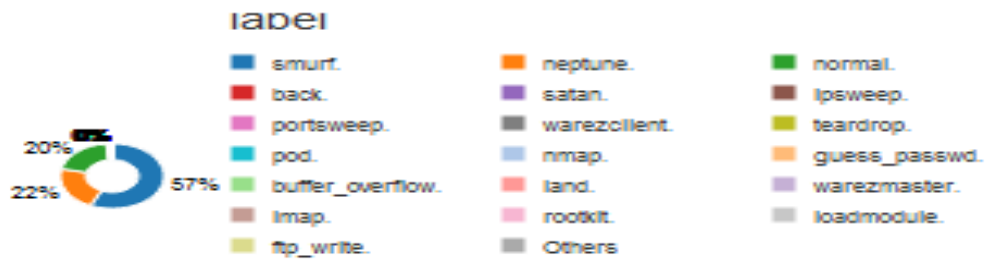 label
smurf. neptune. normal.
back. satan. ipsweep.
portsweep. warezclient. teardrop.
20%
pod. nmap. guess_passwd.
22% 57%
buffer_overflow. land. warezmaster.
imap. rootkit. loadmodule.
ftp_write. Others